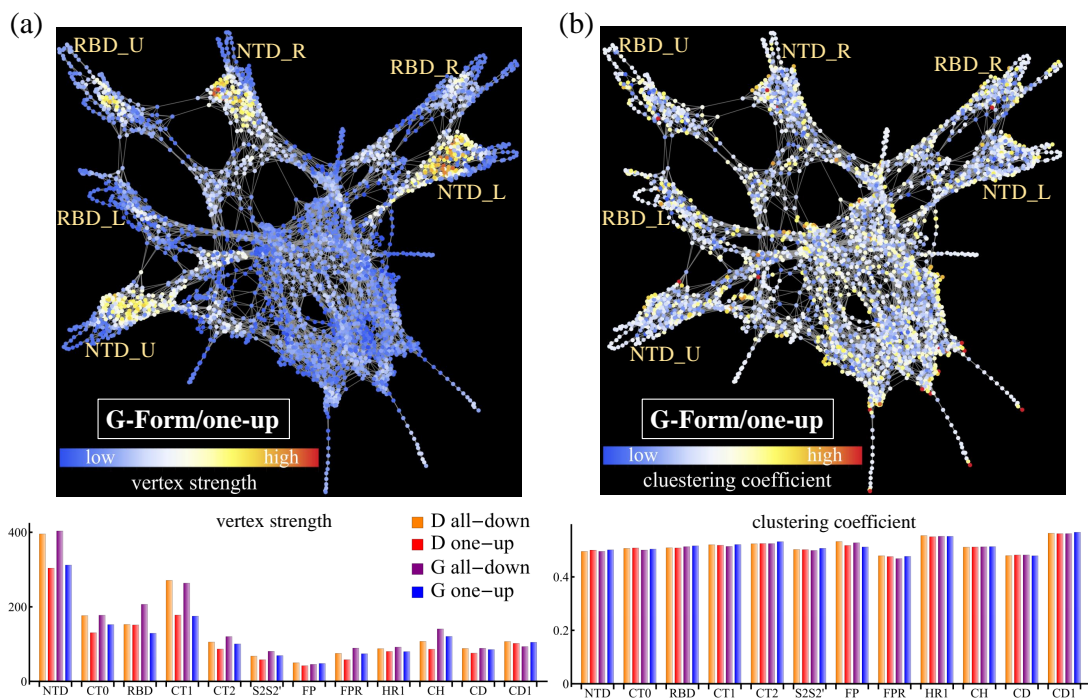 (a)
RBD_U
NTD_R
RBD_R
NTD_L
RBD_L
NTD_U
G-Form/one-up
low high
vertex strength
(b)
RBD_U
NTD_R
RBD_R
NTD_L
RBD_L
NTD_U
G-Form/one-up
low high
cluestering coefficient
vertex strength
D all-down
D one-up
G all-down
G one-up
400
200
0
NTD CT0 RBD CT1 CT2 S2S2' FP FPR HR1 CH CD CD1
clustering coefficient
0.4
0
NTD CT0 RBD CT1 CT2 S2S2' FP FPR HR1 CH CD CD1